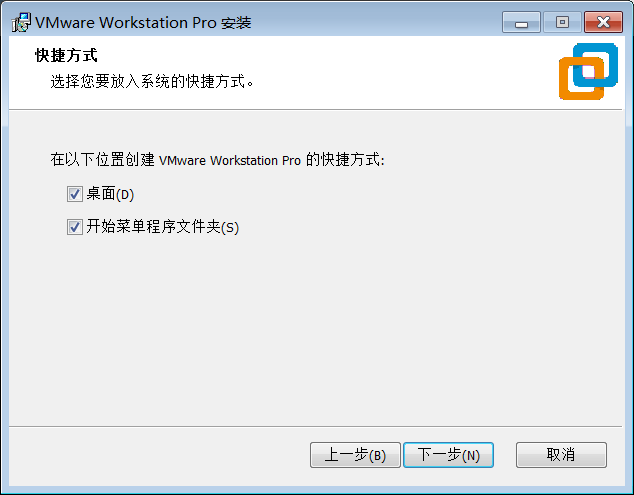 VMware Workstation Pro 安装
快捷方式
选择您要放入系统的快捷方式。
在以下位置创建 VMware Workstation Pro 的快捷方式:
桌面(D)
开始菜单程序文件夹(S)
上一步(B) 下一步(N) 取消